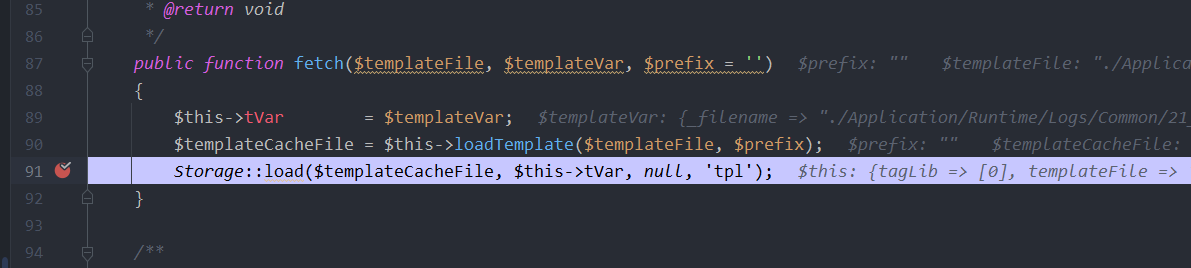 85 * @return void
86 */
87 public function fetch($templateFile, $templateVar, $prefix = '') $prefix: "" $templateFile: "./Applica
88 {
89 $this->tVar = $templateVar; $templateVar: {_filename => "./Application/Runtime/Logs/Common/21_
90 $templateCacheFile = $this->loadTemplate($templateFile, $prefix); $prefix: "" $templateCacheFile:
91 Storage::load($templateCacheFile, $this->tVar, null, 'tpl'); $this: {tagLib => [0], templateFile =>
92 }
93
94 /**